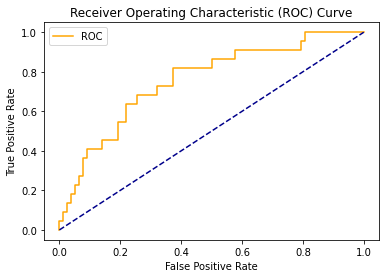 Receiver Operating Characteristic (ROC) Curve
ROC
True Positive Rate
1.0
0.8
0.6
0.4
0.2
0.0
0.0 0.2 0.4 0.6 0.8 1.0
False Positive Rate